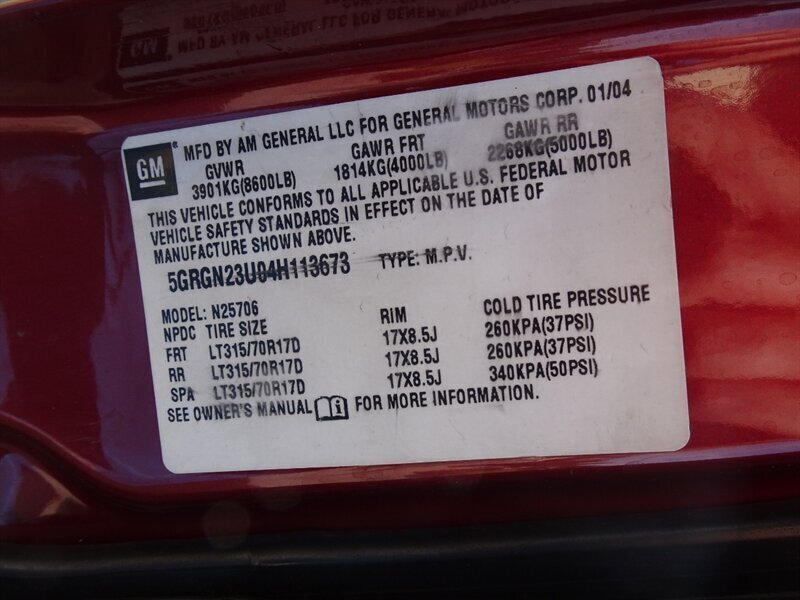 GM ® MFD BY AM GENERAL LLC FOR GENERAL MOTORS CORP. 01/04
GVWR GAWR FRT GAWR RR
3901KG(8600LB) 1814KG(4000LB) 2268KG(5000LB)
THIS VEHICLE CONFORMS TO ALL APPLICABLE U.S. FEDERAL MOTOR
VEHICLE SAFETY STANDARDS IN EFFECT ON THE DATE OF
MANUFACTURE SHOWN ABOVE.
5GRGN23U04H113673 TYPE: M.P.V.
MODEL: N25706
NPDC TIRE SIZE RIM COLD TIRE PRESSURE
FRT LT315/70R17D 17X8.5J 260KPA(37PSI)
RR LT315/70R17D 17X8.5J 260KPA(37PSI)
SPA LT315/70R17D 17X8.5J 340KPA(50PSI)
SEE OWNER'S MANUAL i FOR MORE INFORMATION.